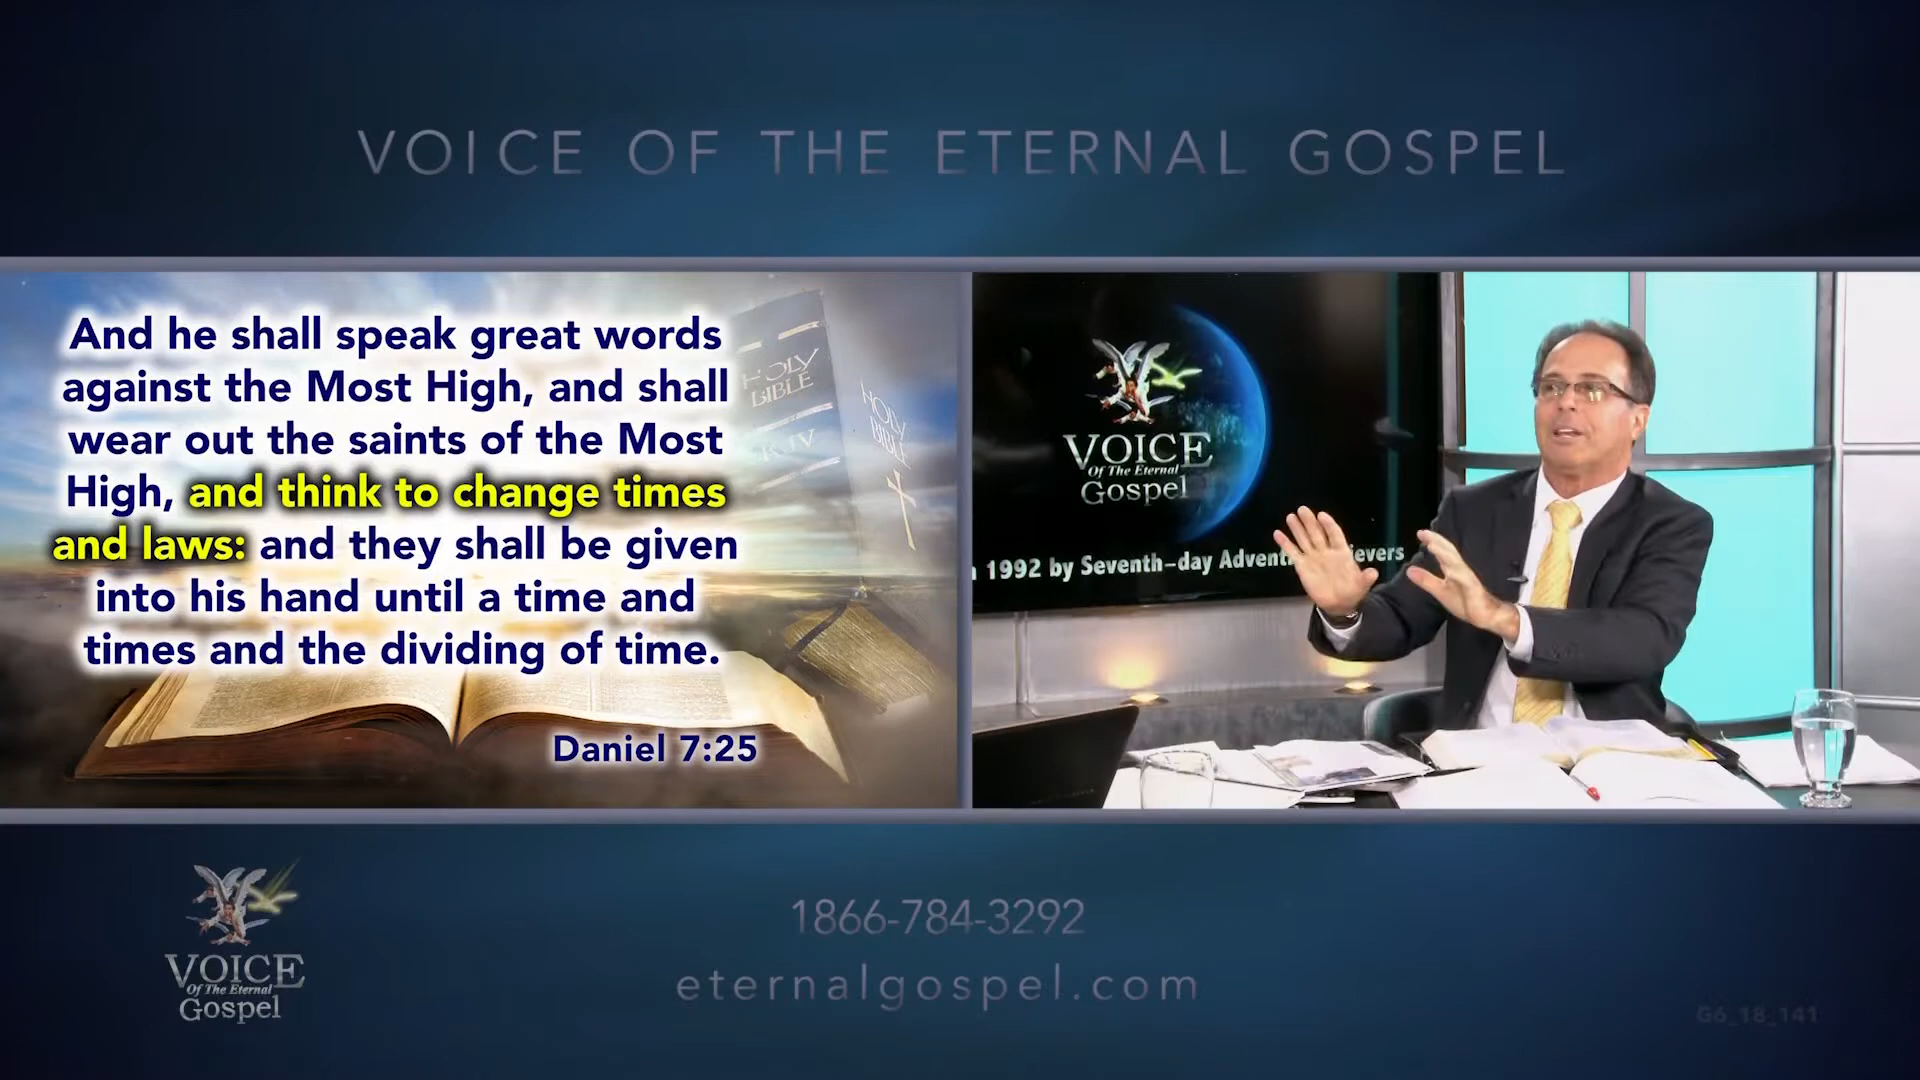 VOICE OF THE ETERNAL GOSPEL
And he shall speak great words
against the Most High, and shall
wear out the saints of the Most
High, and think to change times
and laws: and they shall be given
into his hand until a time and
times and the dividing of time.
Daniel 7:25
HOLY
BIBLE
KJV
HOLY
BIBLE
VOICE
Of The Eternal
Gospel
1992 by Seventh-day
VOICE
Of The Eternal
Gospel
1866-784-3292
eternalgospel.com
G6_18_141